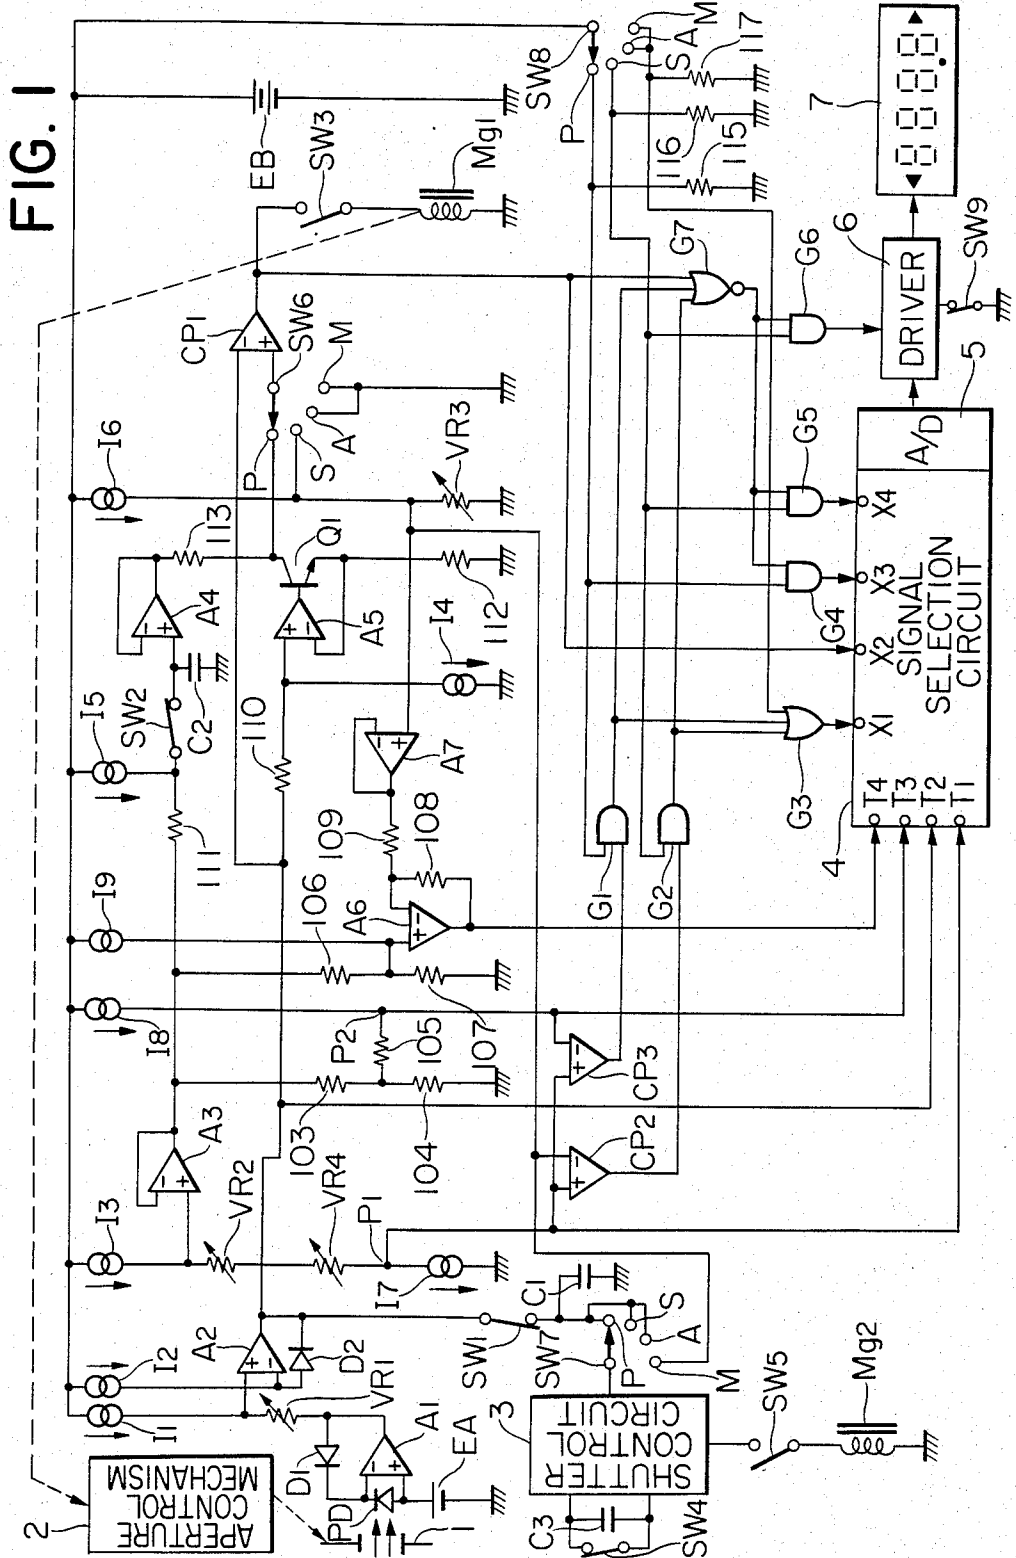 FIG. 1
2
APERTURE
CONTROL
MECHANISM
I1
I2
I3
I8
I9
I5
I6
EB
SW3
Mg1
A2
D2
VR1
VR2
VR4
A3
111
SW2
C2
A4
113
CP1
SW6
P
S
A
M
D1
PD
A1
EA
1
P1
I7
103
104
P2
105
106
107
A6
109
108
A7
110
A5
Q1
I4
112
VR3
SW8
P
S
A
M
115
116
117
SW1
C1
SW7
P
S
A
M
3
SHUTTER
CONTROL
CIRCUIT
C3
SW4
SW5
Mg2
CP2
CP3
G1
G2
G3
G4
G5
G6
G7
4
T4
T3
T2
T1
X1
X2
X3
X4
SIGNAL
SELECTION
CIRCUIT
A/D
5
DRIVER
6
SW9
7
8888